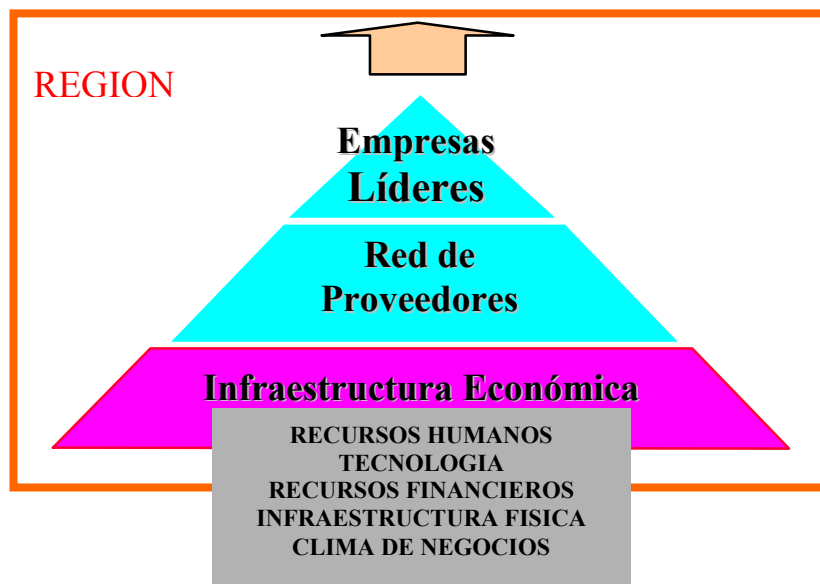 REGION
Empresas
Líderes
Red de
Proveedores
Infraestructura Económica
RECURSOS HUMANOS
TECNOLOGIA
RECURSOS FINANCIEROS
INFRAESTRUCTURA FISICA
CLIMA DE NEGOCIOS